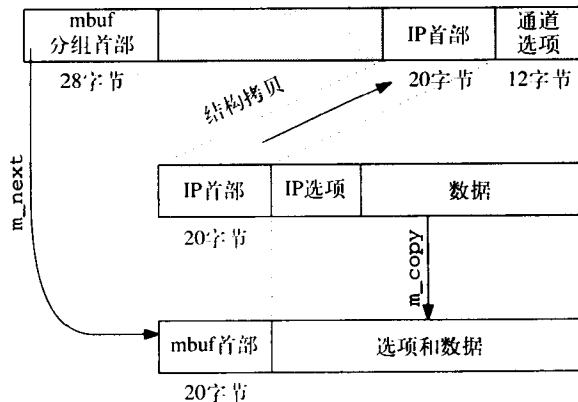 mbuf
分组首部
IP首部
通道
选项
28字节
20字节
12字节
结构拷贝
m_next
IP首部
IP选项
数据
20字节
m_copy
mbuf首部
选项和数据
20字节